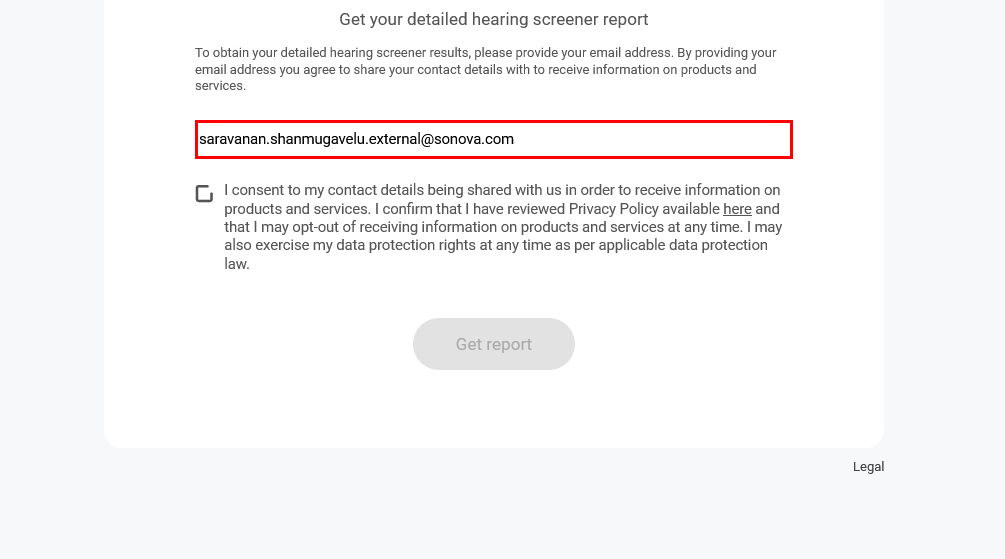 Get your detailed hearing screener report
To obtain your detailed hearing screener results, please provide your email address. By providing your
email address you agree to share your contact details with to receive information on products and
services.
saravanan.shanmugavelu.external@sonova.com
I consent to my contact details being shared with us in order to receive information on
products and services. I confirm that I have reviewed Privacy Policy available here and
that I may opt-out of receiving information on products and services at any time. I may
also exercise my data protection rights at any time as per applicable data protection
law.
Get report
Legal